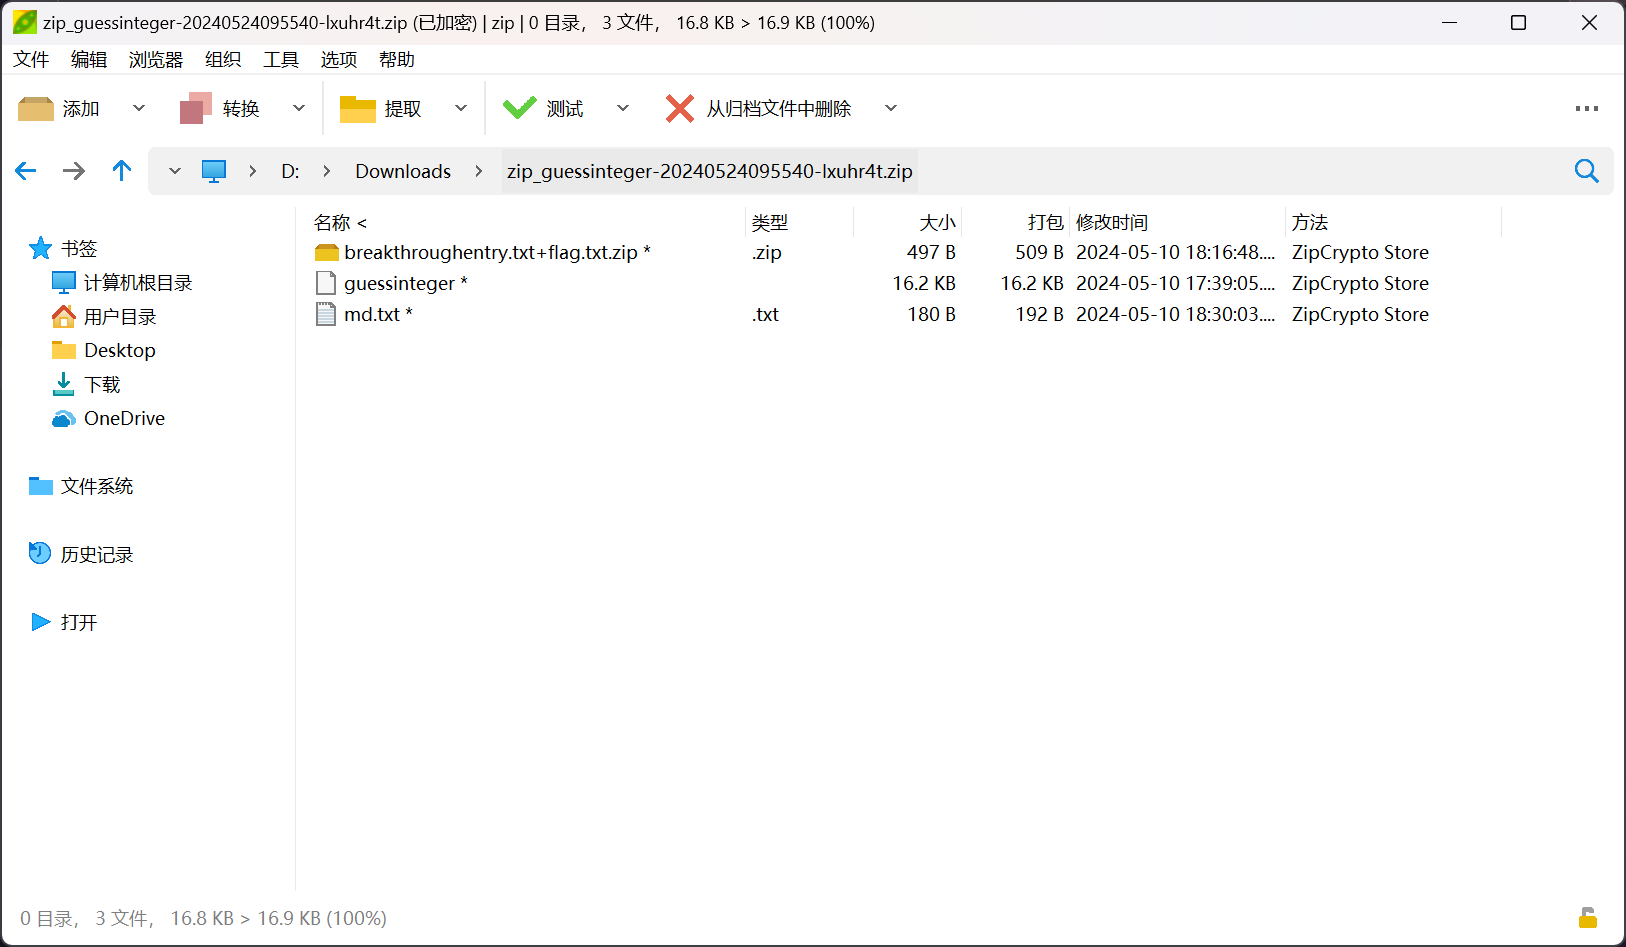 zip_guessinteger-20240524095540-lxuhr4t.zip (已加密) | zip | 0 目录， 3 文件， 16.8 KB > 16.9 KB (100%)
文件 编辑 浏览器 组织 工具 选项 帮助
添加 转换 提取 测试 从归档文件中删除
D: Downloads zip_guessinteger-20240524095540-lxuhr4t.zip
名称 < 类型 大小 打包 修改时间 方法
breakthroughentry.txt+flag.txt.zip * .zip 497 B 509 B 2024-05-10 18:16:48.... ZipCrypto Store
guessinteger * 16.2 KB 16.2 KB 2024-05-10 17:39:05.... ZipCrypto Store
md.txt * .txt 180 B 192 B 2024-05-10 18:30:03.... ZipCrypto Store
书签
计算机根目录
用户目录
Desktop
下载
OneDrive
文件系统
历史记录
打开
0 目录， 3 文件， 16.8 KB > 16.9 KB (100%)